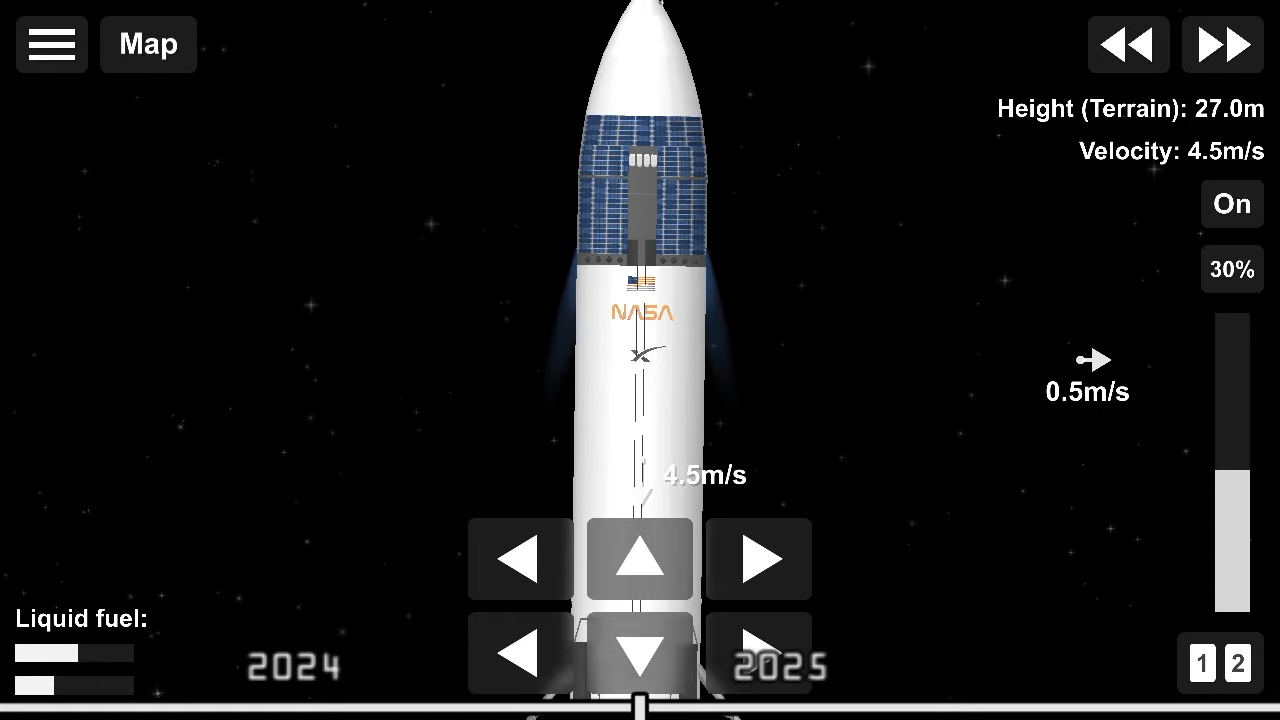 Map
Height (Terrain): 27.0m
Velocity: 4.5m/s
On
30%
NASA
0.5m/s
4.5m/s
Liquid fuel:
2024
2025
1 2